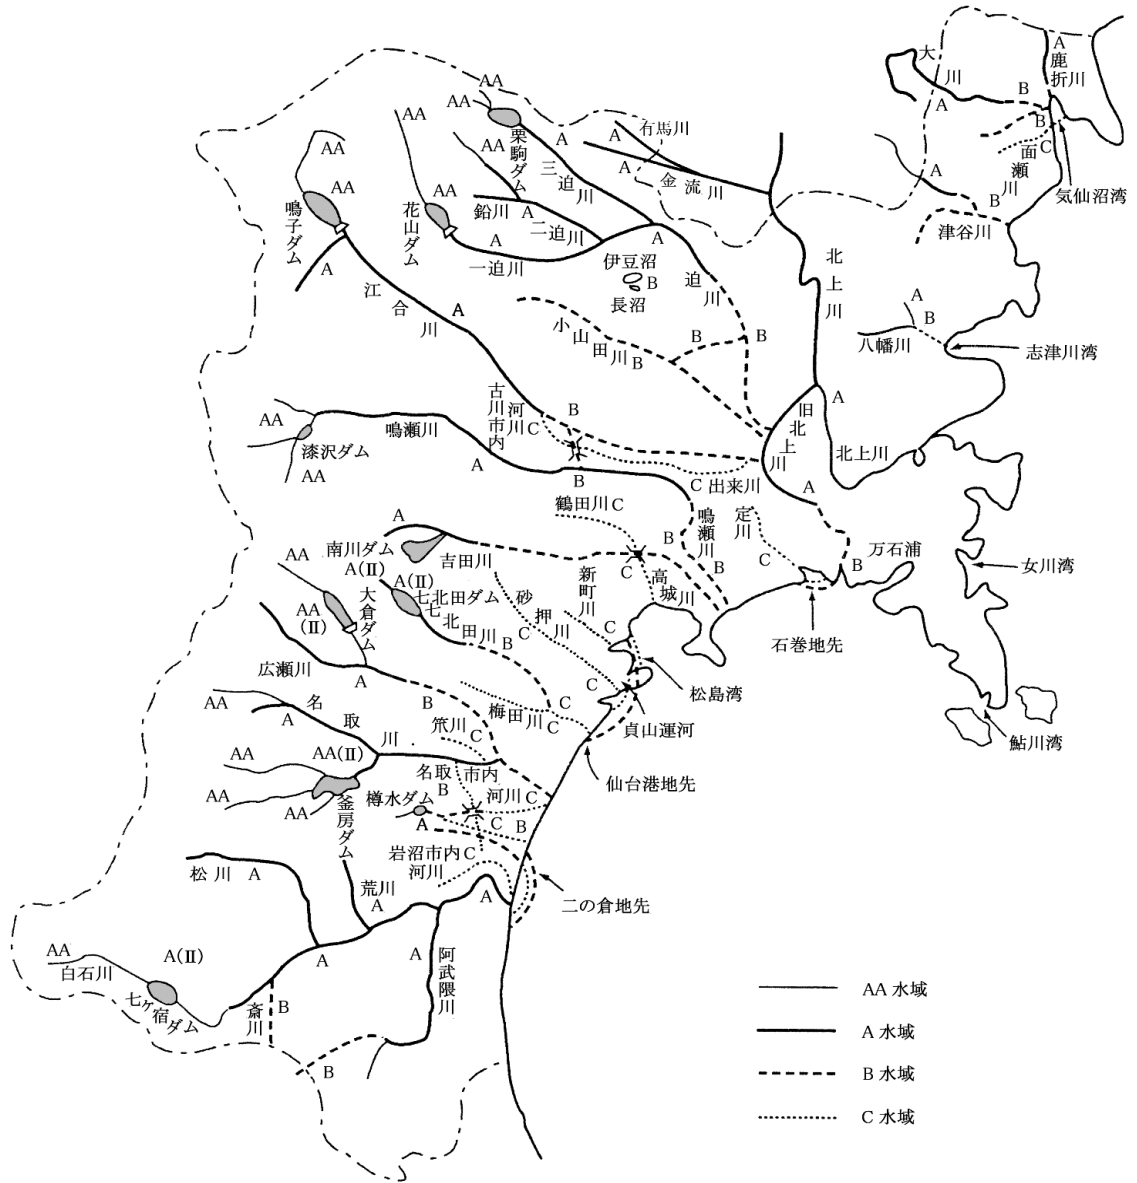 大川
A
A
鹿折川
B
B
C
面瀬川
気仙沼湾
A
B
津谷川
AA
AA
栗駒ダム
AA
AA
A
三迫川
A
有馬川
A
金流川
AA
鉛川
A
二迫川
AA
AA
鳴子ダム
花山ダム
A
一迫川
A
A
伊豆沼
B
長沼
迫川
北上川
江合川
A
小山田川
B
B
B
A
B
八幡川
志津川湾
A
旧北上川
北上川
AA
漆沢ダム
AA
鳴瀬川
A
古川市内河川
C
B
B
C
出来川
A
鶴田川
C
定川
C
鳴瀬川
B
B
B
万石浦
女川湾
石巻地先
A
南川ダム
吉田川
A(II)
A(II)
七北田ダム
七北田川
B
砂押川
C
新町川
C
C
高城川
AA
AA
(II)
大倉ダム
広瀬川
A
B
松島湾
C
貞山運河
鮎川湾
梅田川
C
C
仙台港地先
笊川
C
AA
A
名取川
AA
AA(II)
AA
AA
釜房ダム
名取市内河川
B
C
樽水ダム
A
C
B
岩沼市内河川
C
二の倉地先
松川
A
荒川
A
A
A
阿武隈川
A
AA
白石川
A(II)
七ヶ宿ダム
斎川
B
B
AA 水域
A 水域
B 水域
C 水域